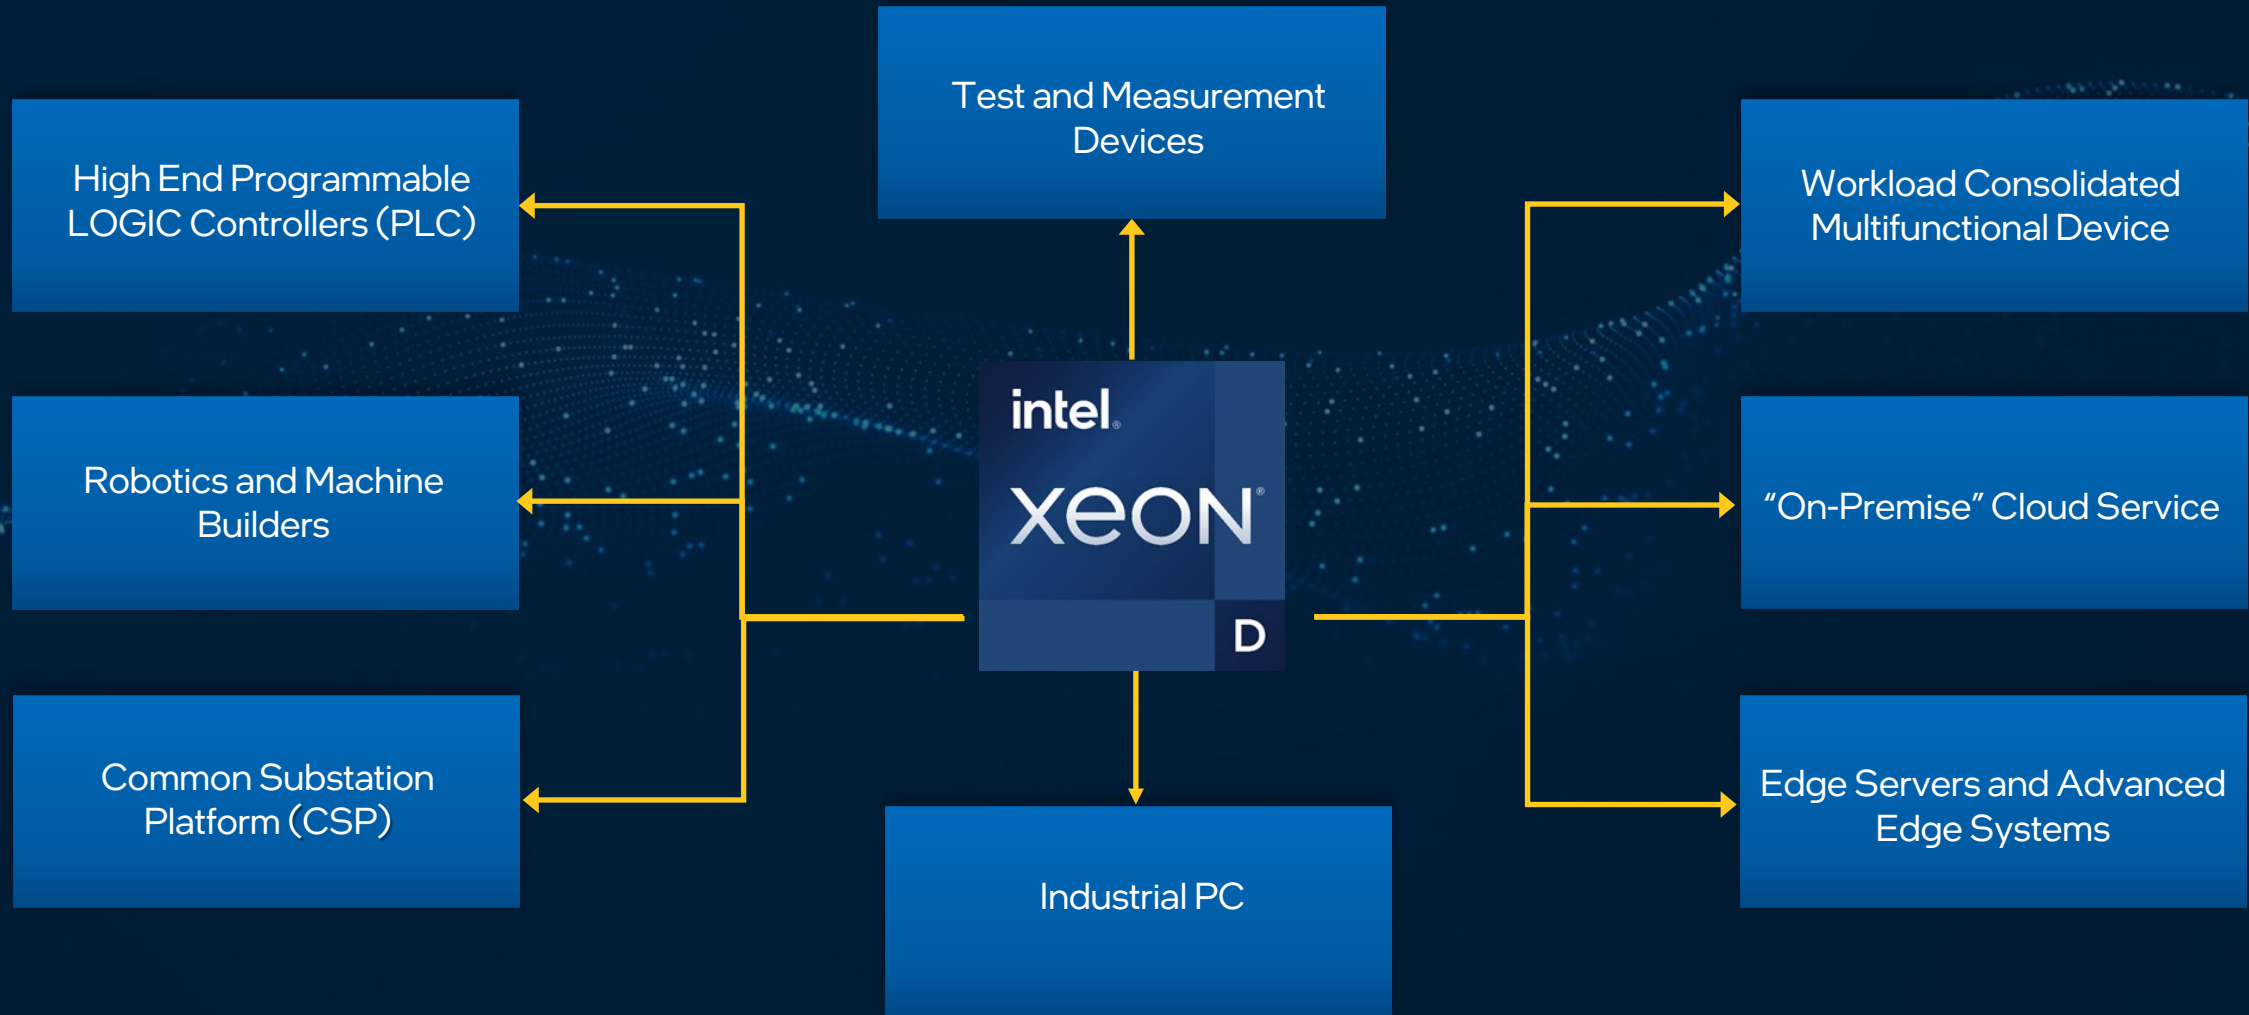 Test and Measurement
Devices
High End Programmable
LOGIC Controllers (PLC)
Workload Consolidated
Multifunctional Device
intel®
xeon®
D
Robotics and Machine
Builders
“On-Premise” Cloud Service
Common Substation
Platform (CSP)
Edge Servers and Advanced
Edge Systems
Industrial PC